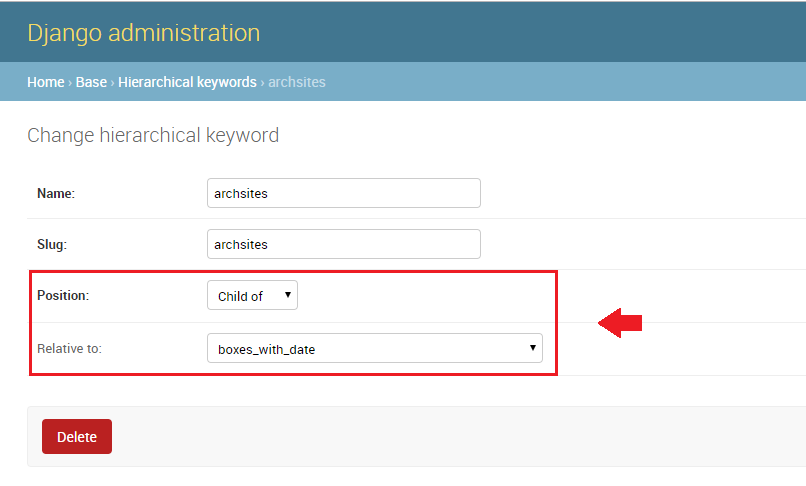 Django administration
Home › Base › Hierarchical keywords › archsites
Change hierarchical keyword
Name: archsites
Slug: archsites
Position: Child of
Relative to: boxes_with_date
Delete